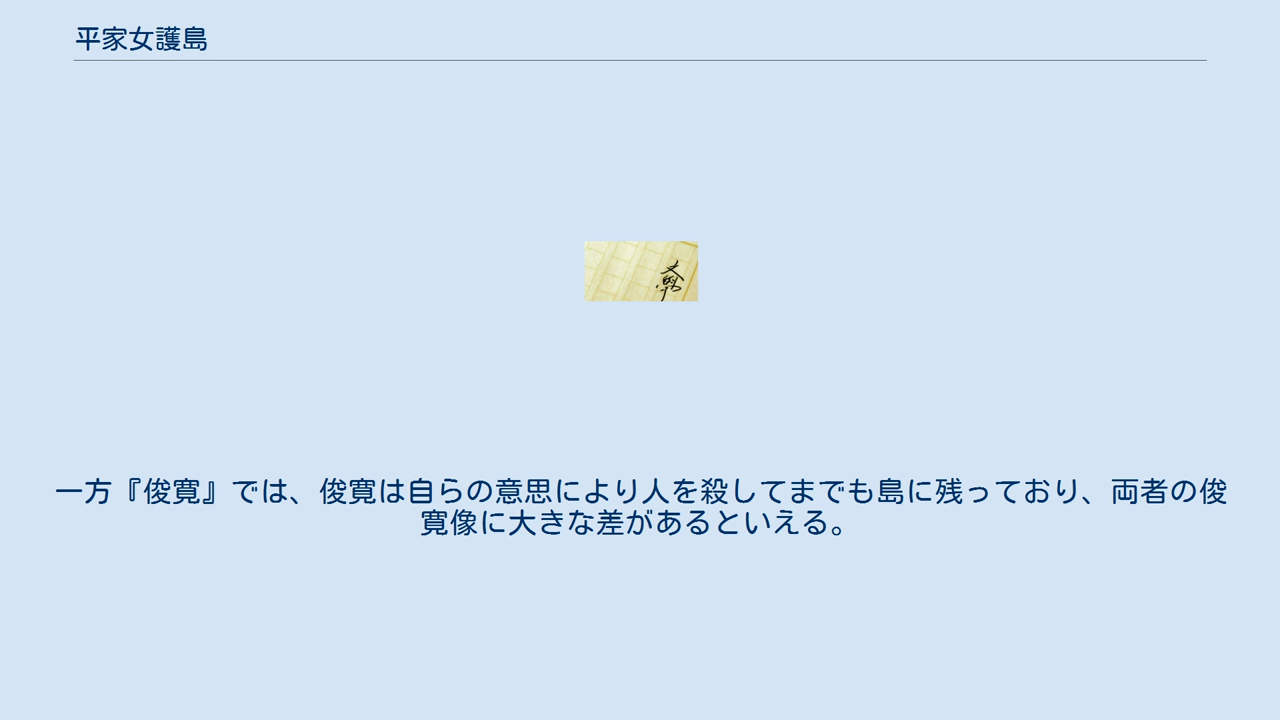 平家女護島
一方『俊寛』では、俊寛は自らの意思により人を殺してまでも島に残っており、両者の俊
寛像に大きな差があるといえる。